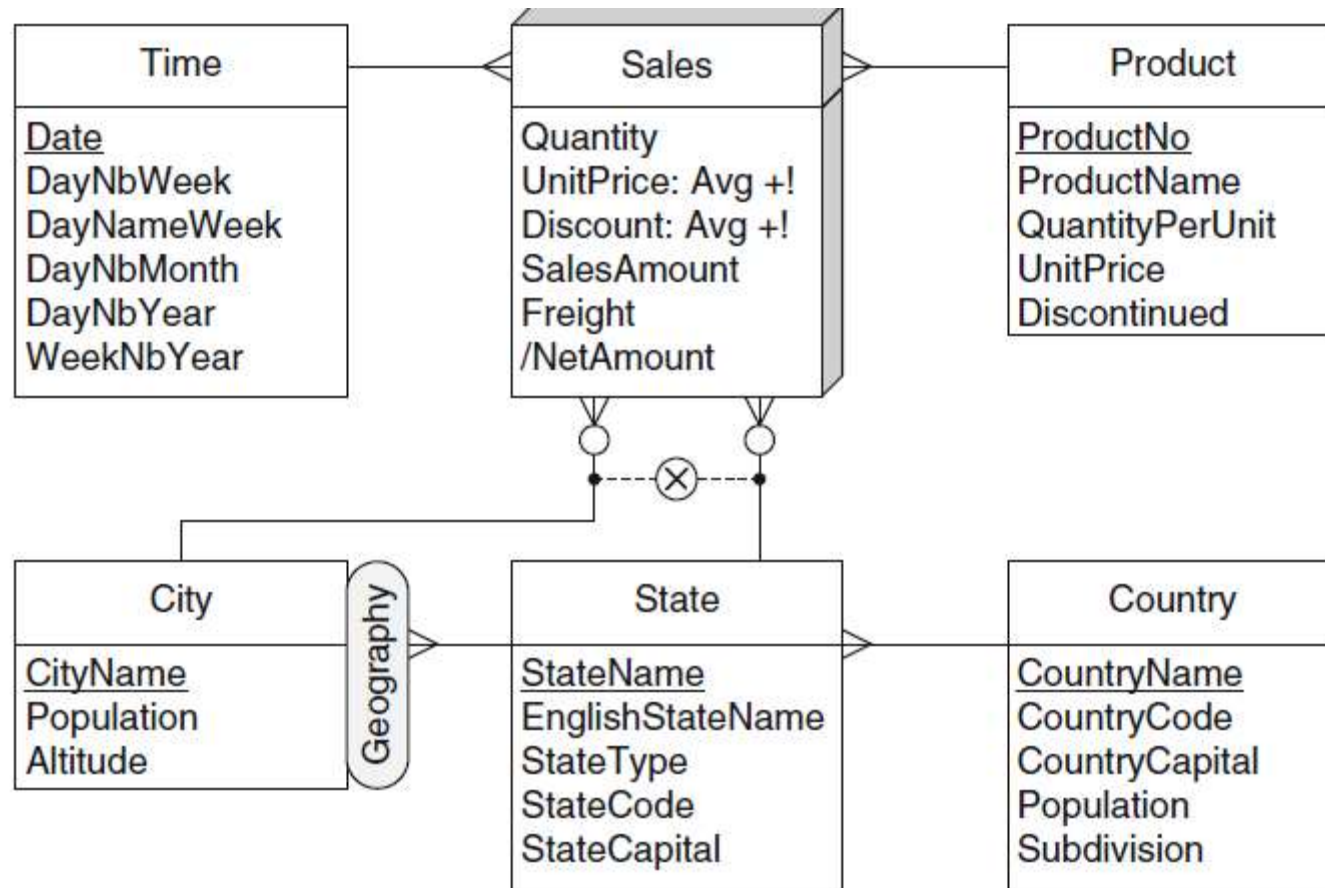 Time
Date
DayNbWeek
DayNameWeek
DayNbMonth
DayNbYear
WeekNbYear
Sales
Quantity
UnitPrice: Avg +!
Discount: Avg +!
SalesAmount
Freight
/NetAmount
Product
ProductNo
ProductName
QuantityPerUnit
UnitPrice
Discontinued
City
CityName
Population
Altitude
Geography
State
StateName
EnglishStateName
StateType
StateCode
StateCapital
Country
CountryName
CountryCode
CountryCapital
Population
Subdivision